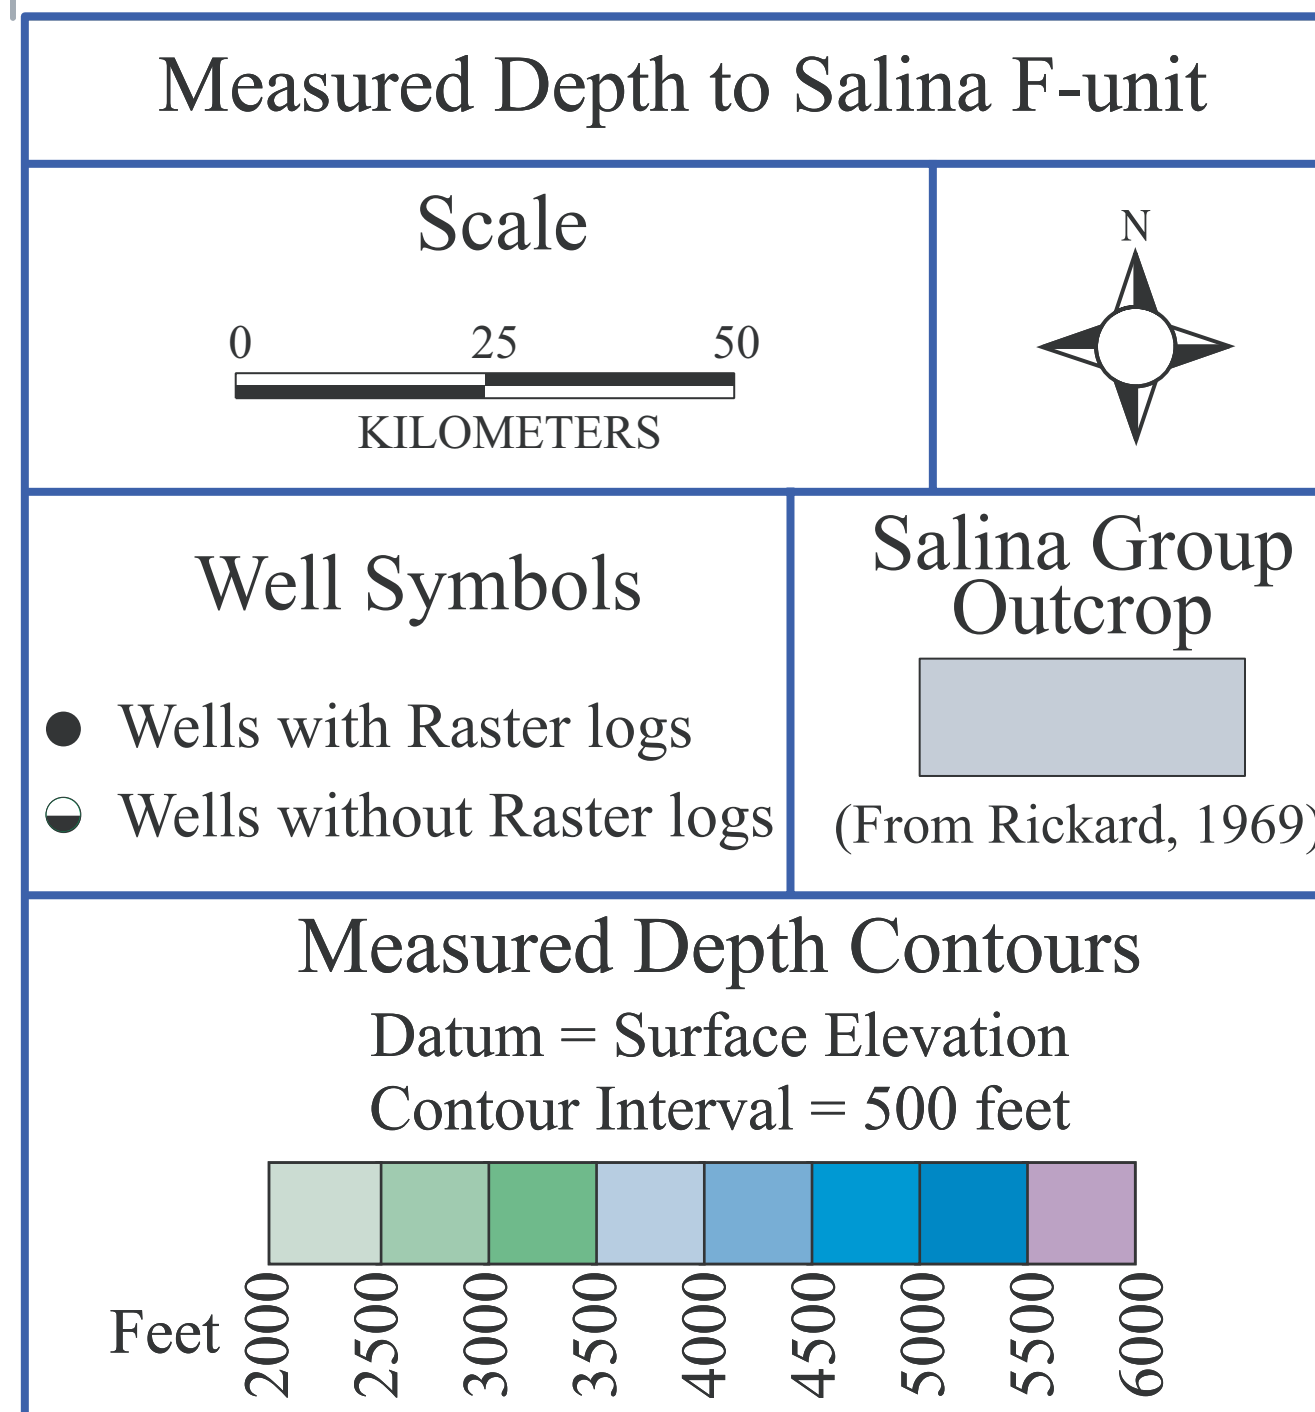 Measured Depth to Salina F-unit
Scale
0 25 50
KILOMETERS
N
Well Symbols
Wells with Raster logs
Wells without Raster logs
Salina Group
Outcrop
(From Rickard, 1969)
Measured Depth Contours
Datum = Surface Elevation
Contour Interval = 500 feet
Feet 2000 2500 3000 3500 4000 4500 5000 5500 6000